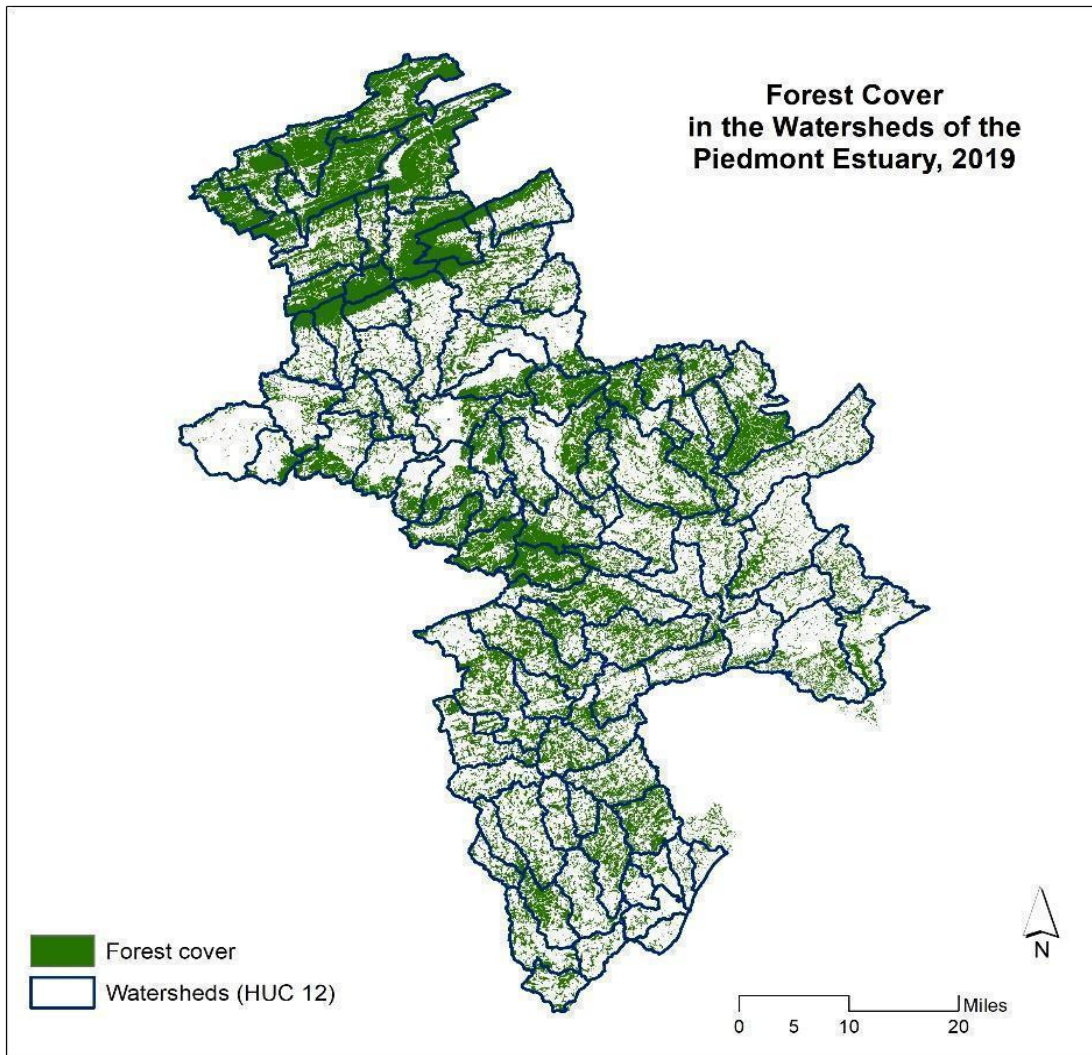 Forest Cover
in the Watersheds of the
Piedmont Estuary, 2019
Forest cover
Watersheds (HUC 12)
N
Miles
0 5 10 20